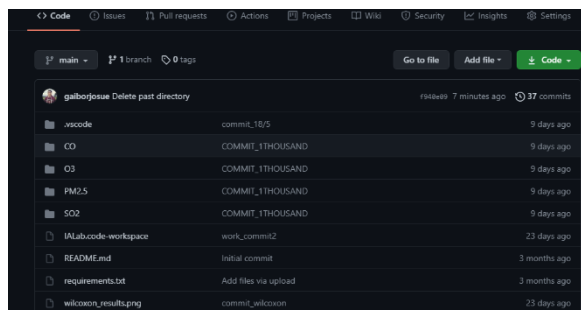 Code Issues Pull requests Actions Projects Wiki Security Insights Settings
main 1 branch 0 tags Go to file Add file Code
gaiborjosue Delete past directory f948e09 7 minutes ago 37 commits
.vscode commit_18/5 9 days ago
CO COMMIT_1THOUSAND 9 days ago
O3 COMMIT_1THOUSAND 9 days ago
PM2.5 COMMIT_1THOUSAND 9 days ago
SO2 COMMIT_1THOUSAND 9 days ago
IALab.code-workspace work_commit2 23 days ago
README.md Initial commit 3 months ago
requirements.txt Add files via upload 3 months ago
wilcoxon_results.png commit_wilcoxon 23 days ago